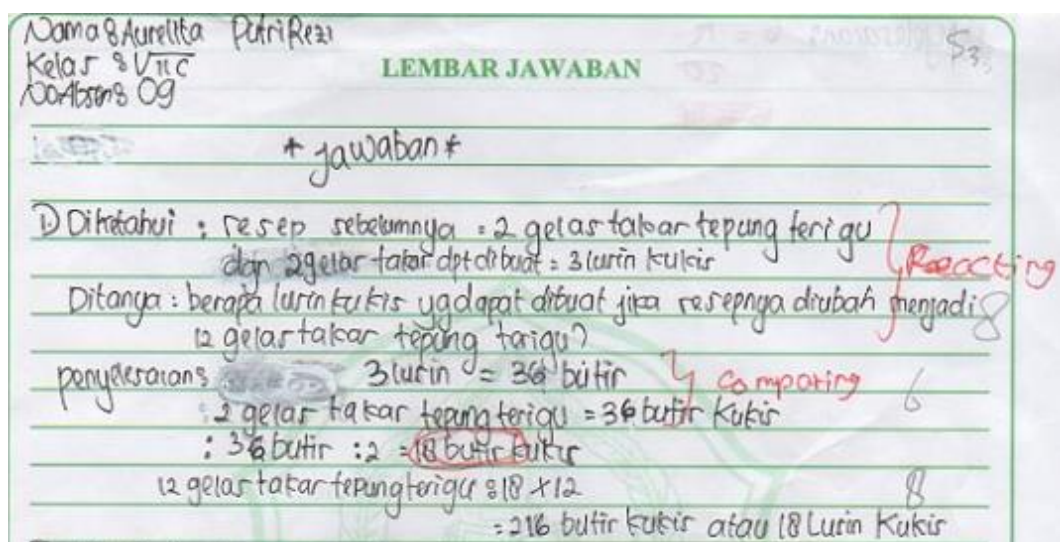 Nama : Aurelita Putri Rezi
Kelas : VII C
No Absen : 09
S3
LEMBAR JAWABAN
* jawaban *
1) Diketahui : resep sebelumnya = 2 gelas takar tepung terigu
dan 2 gelas takar dpt dibuat = 3 lusin kukis
Reacting
Ditanya : berapa lusin kukis yg dapat dibuat jika resepnya diubah menjadi
8
12 gelas takar tepung terigu?
penyelesaian : 3 lusin = 36 butir
Comparing
6
: 2 gelas takar tepung terigu = 36 butir kukis
: 36 butir : 2 = 18 butir kukis
12 gelas takar tepung terigu : 18 x 12
8
= 216 butir kukis atau 18 Lusin Kukis